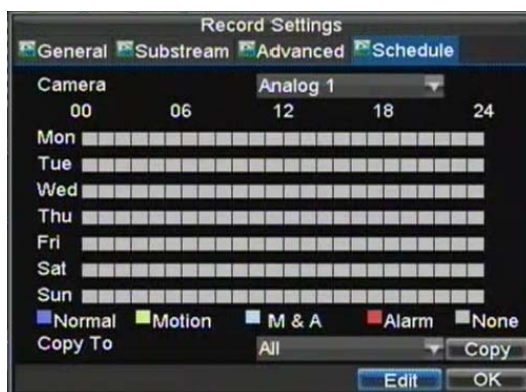 Record Settings
General Substream Advanced Schedule
Camera Analog 1
00 06 12 18 24
Mon
Tue
Wed
Thu
Fri
Sat
Sun
Normal Motion M & A Alarm None
Copy To All Copy
Edit OK